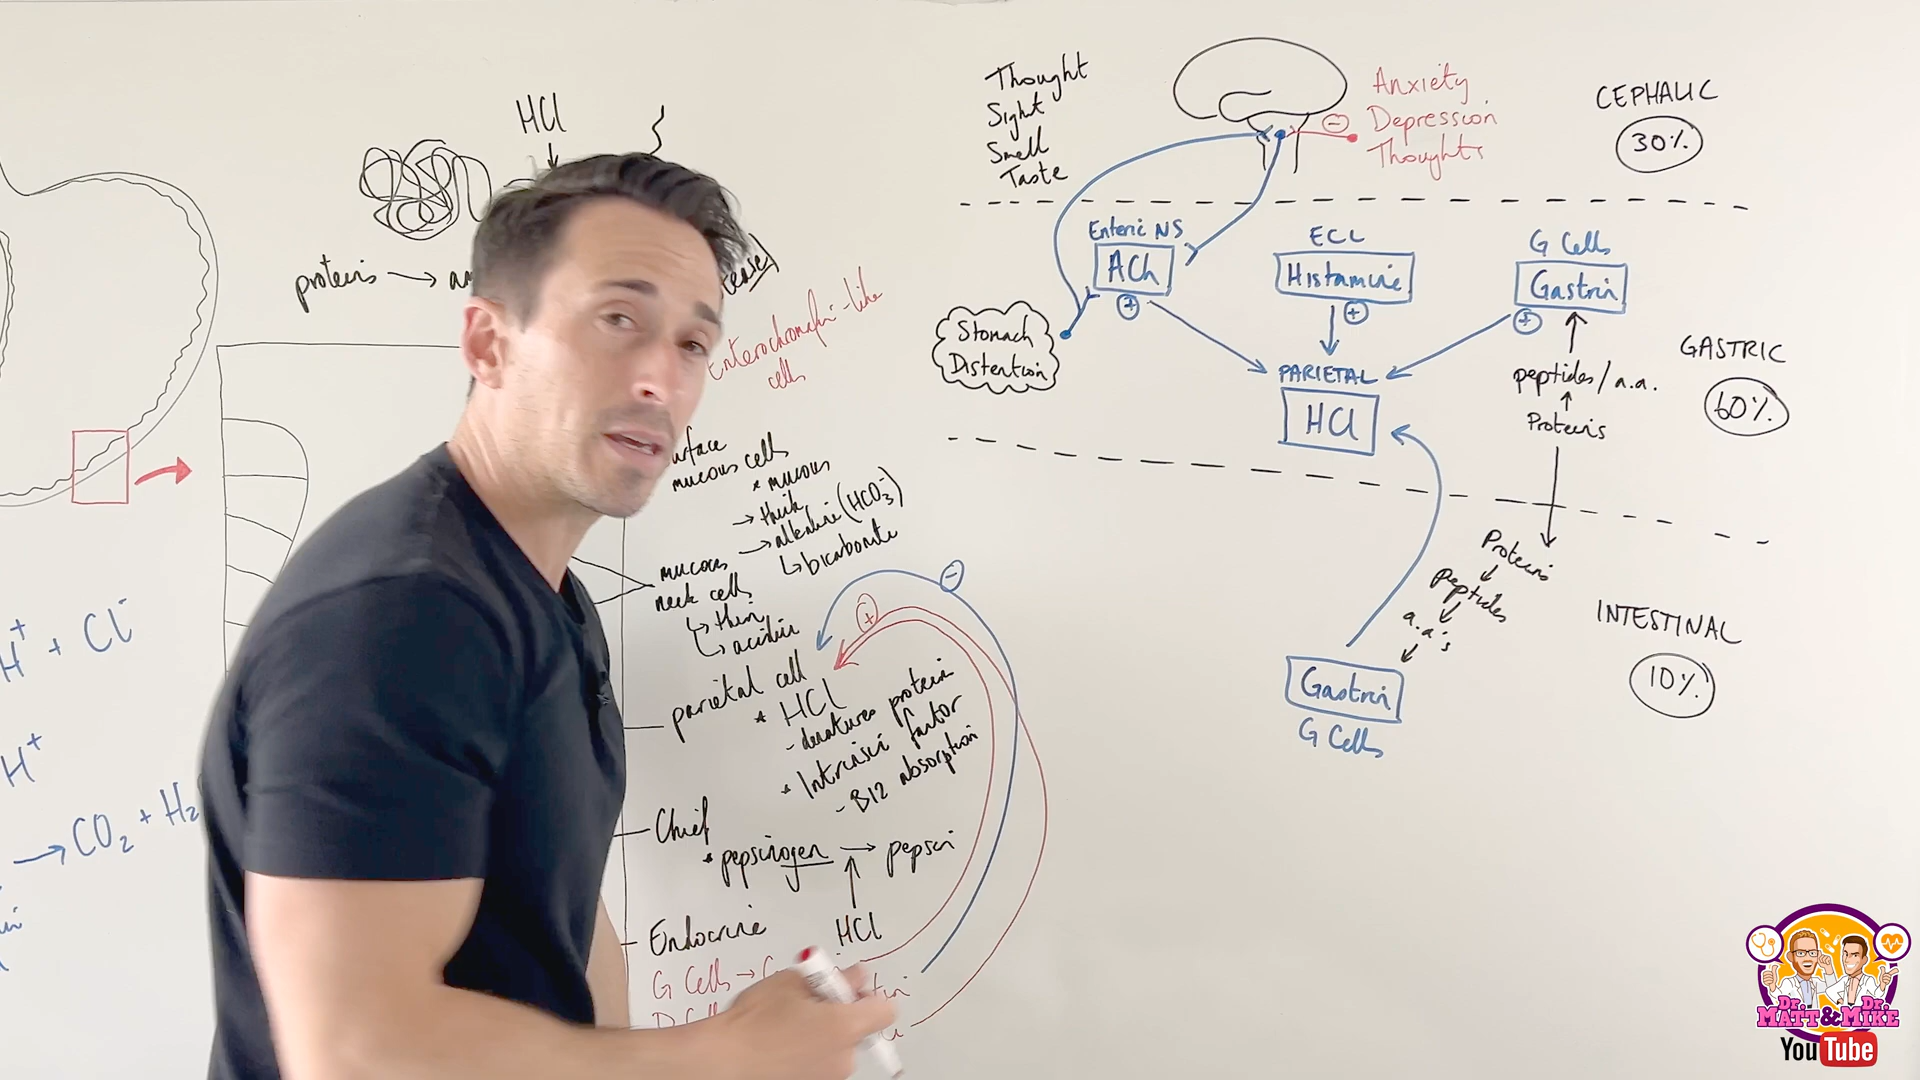 HCl
proteins →
Enterochromaffin-like
cells
mucous cells
* mucous
→ thick
→ alkaline (HCO3-)
↳ bicarbonate
mucous
neck cells
↳ thin
↳ acidic
parietal cell
* HCl
- denatures protein
* Intrinsic factor
- B12 absorption
Chief
* pepsinogen → pepsin
HCl
Endocrine
G Cells →
H+ + Cl-
H+
→ CO2 + H2
Thought
Sight
Smell
Taste
-
Anxiety
Depression
Thoughts
CEPHALIC
30%
Enteric NS
ACh
+
ECL
Histamine
+
G Cells
Gastrin
+
Stomach
Distention
PARIETAL
HCl
peptides/a.a.
Proteins
GASTRIC
60%
Proteins
Peptides
a.a's
Gastrin
G Cells
INTESTINAL
10%
-
+
Dr. Dr.
MATT & MIKE
YouTube